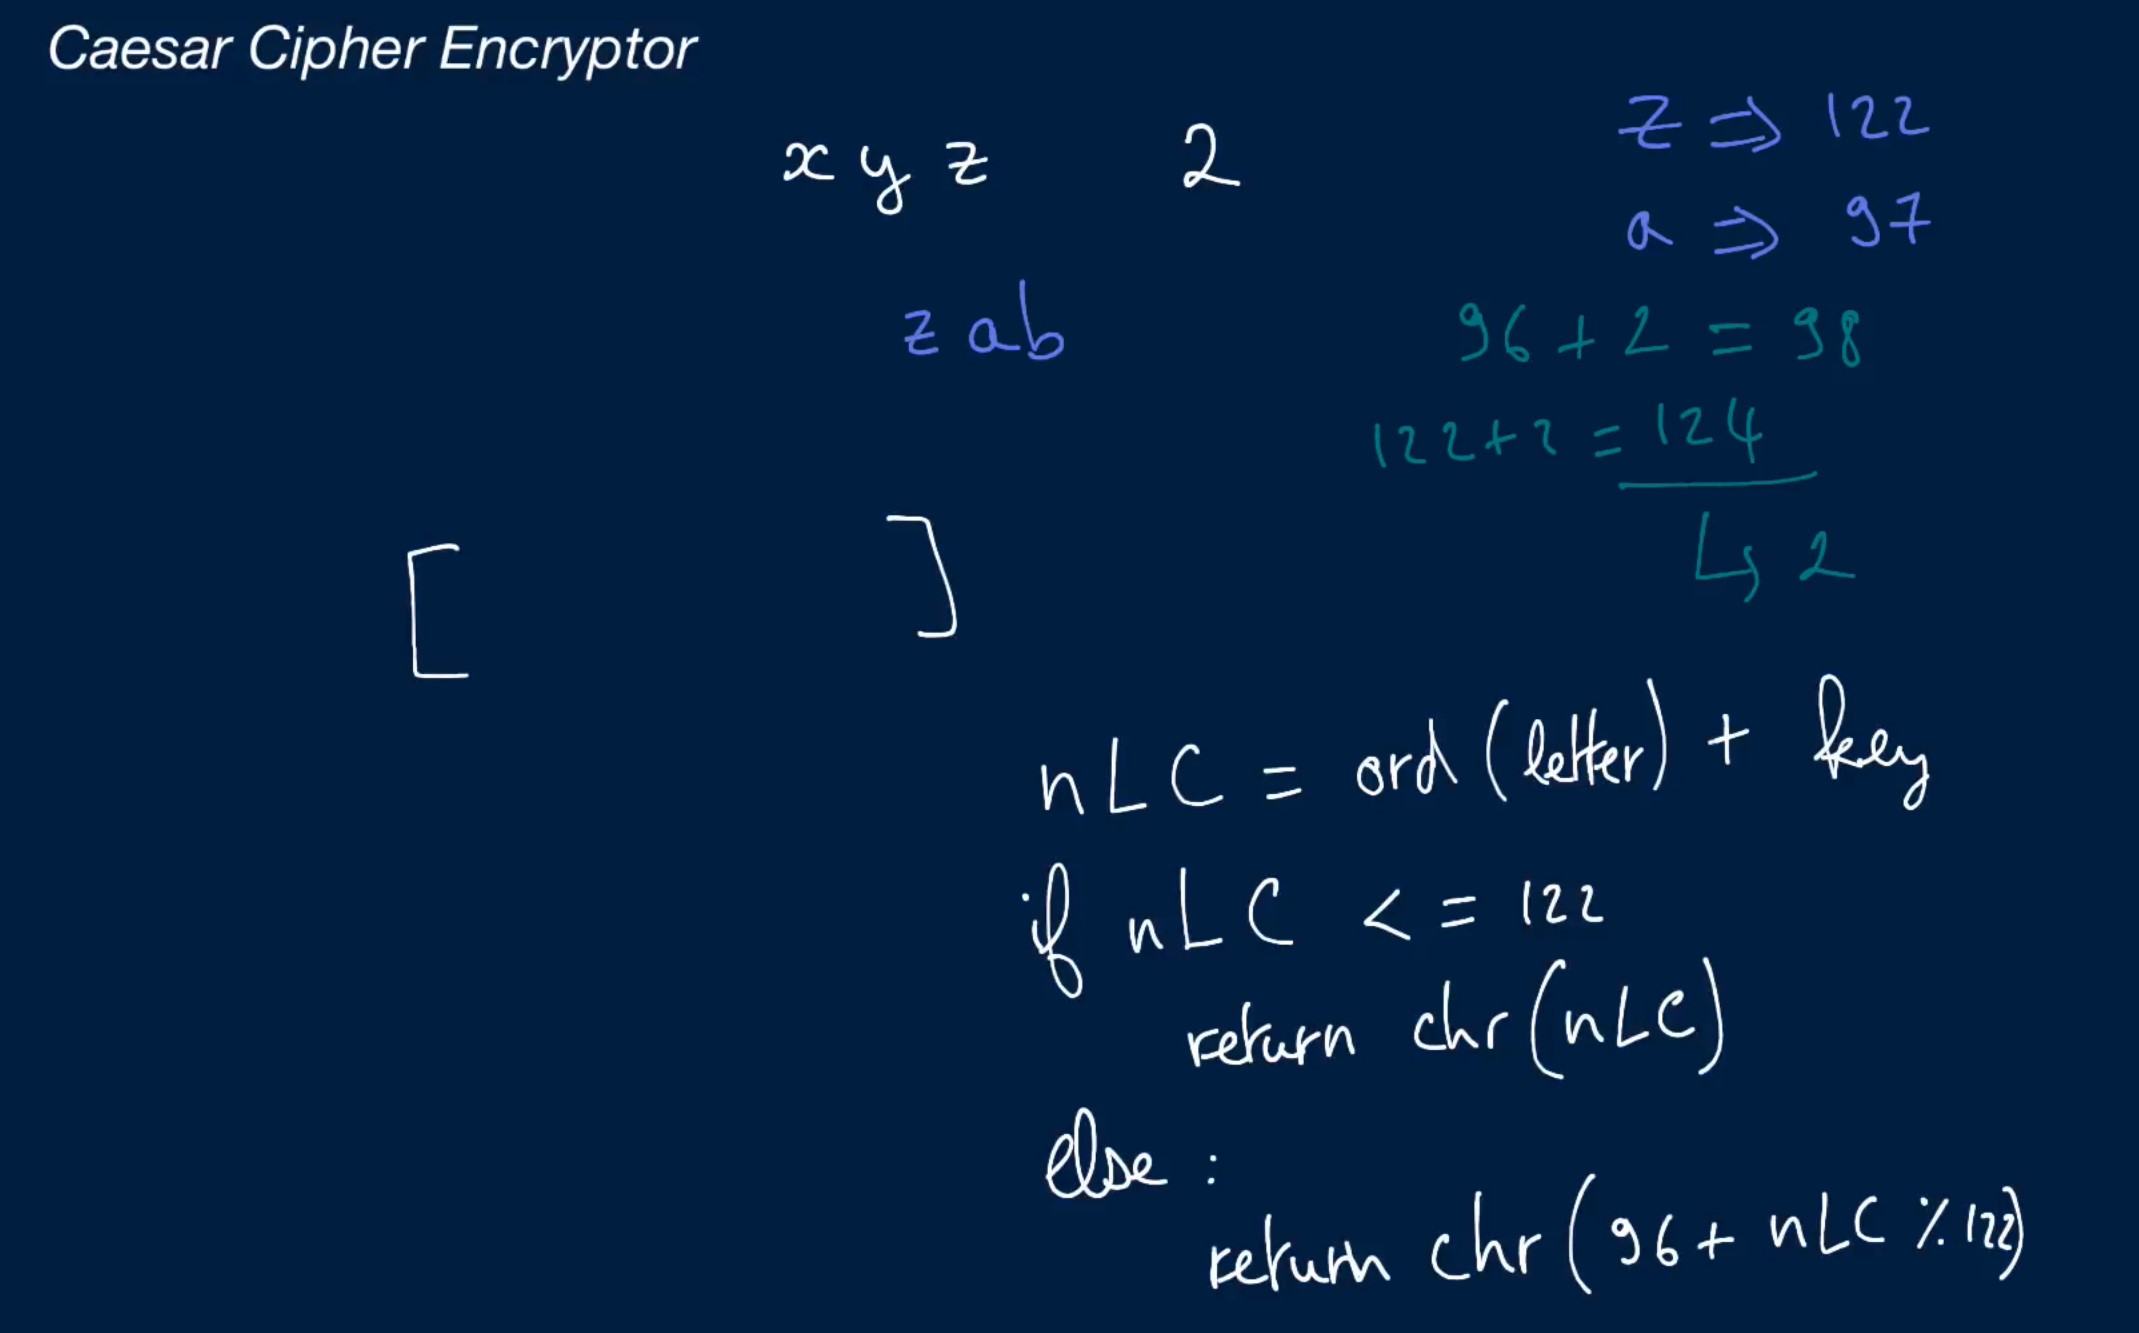 Caesar Cipher Encryptor
x y z 2
z ab
z ⇒ 122
a ⇒ 97
96 + 2 = 98
122 + 2 = 124
↳ 2
[ ]
nLC = ord (letter) + key
if nLC <= 122
return chr (nLC)
else :
return chr (96 + nLC % 122)